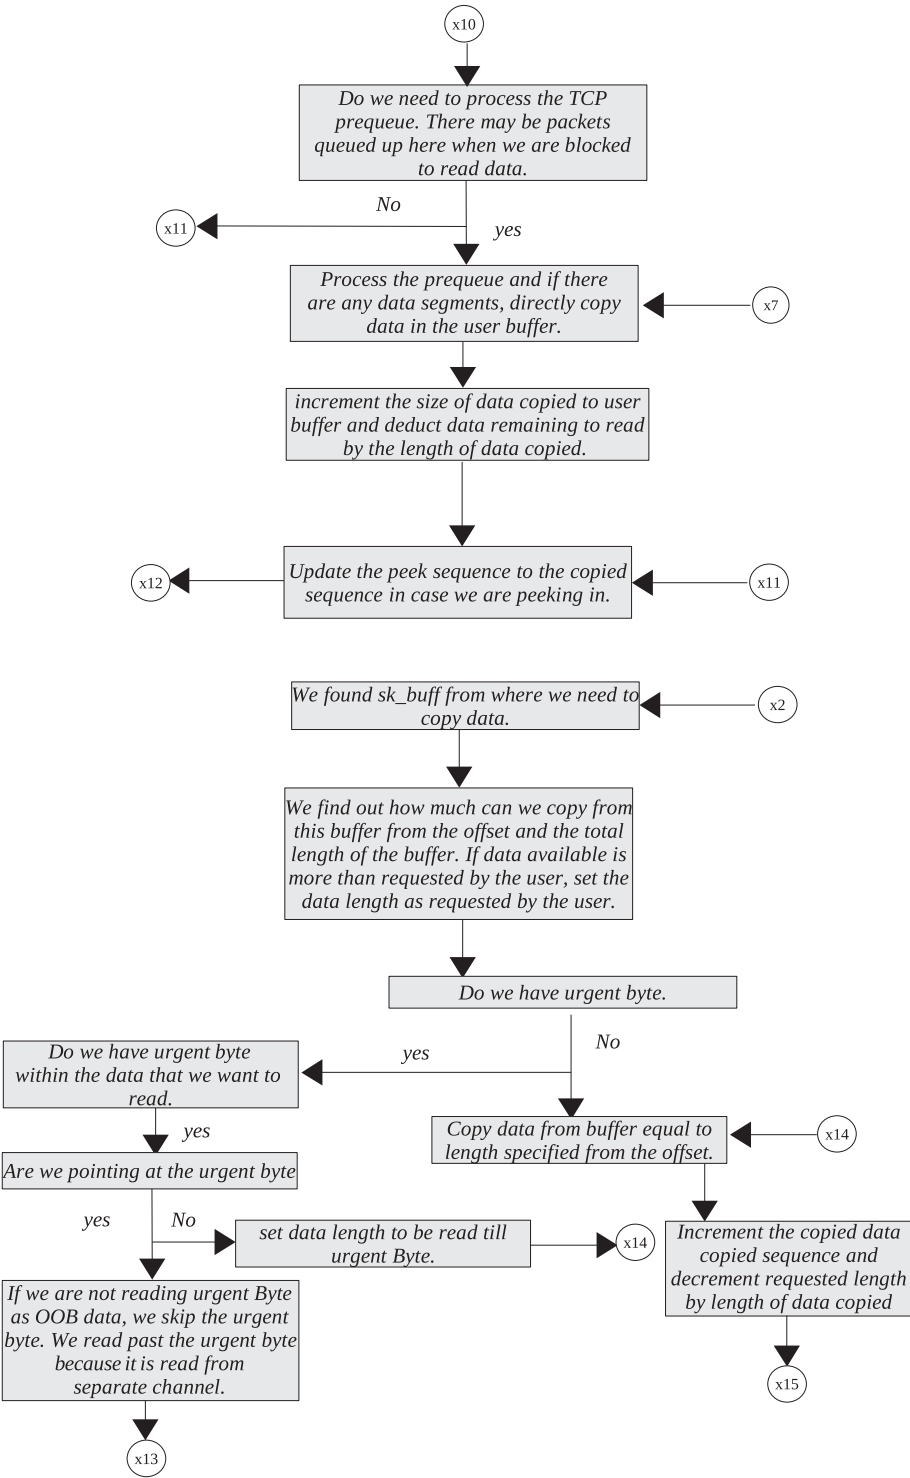 x10
Do we need to process the TCP
prequeue. There may be packets
queued up here when we are blocked
to read data.
No
x11
yes
Process the prequeue and if there
are any data segments, directly copy
data in the user buffer.
x7
increment the size of data copied to user
buffer and deduct data remaining to read
by the length of data copied.
x12
Update the peek sequence to the copied
sequence in case we are peeking in.
x11
We found sk_buff from where we need to
copy data.
x2
We find out how much can we copy from
this buffer from the offset and the total
length of the buffer. If data available is
more than requested by the user, set the
data length as requested by the user.
Do we have urgent byte.
No
yes
Do we have urgent byte
within the data that we want to
read.
yes
Copy data from buffer equal to
length specified from the offset.
x14
Are we pointing at the urgent byte
yes
No
set data length to be read till
urgent Byte.
x14
Increment the copied data
copied sequence and
decrement requested length
by length of data copied
If we are not reading urgent Byte
as OOB data, we skip the urgent
byte. We read past the urgent byte
because it is read from
separate channel.
x15
x13